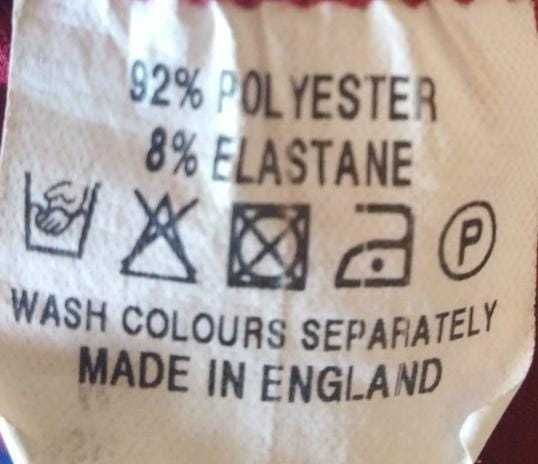 92% POLYESTER
8% ELASTANE
P
WASH COLOURS SEPARATELY
MADE IN ENGLAND